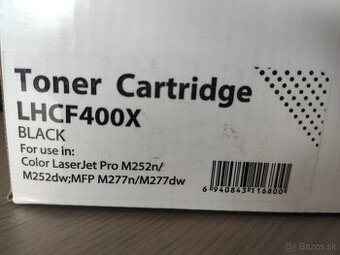 Toner Cartridge
LHCF400X
BLACK
For use in:
Color LaserJet Pro M252n/
M252dw;MFP M277n/M277dw
6 940843 116800
Bazos.sk